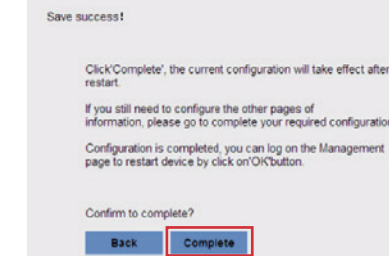 Save success!
Click'Complete', the current configuration will take effect after
restart.
If you still need to configure the other pages of
information, please go to complete your required configuration
Configuration is completed, you can log on the Management
page to restart device by click on'OK'button.
Confirm to complete?
Back
Complete